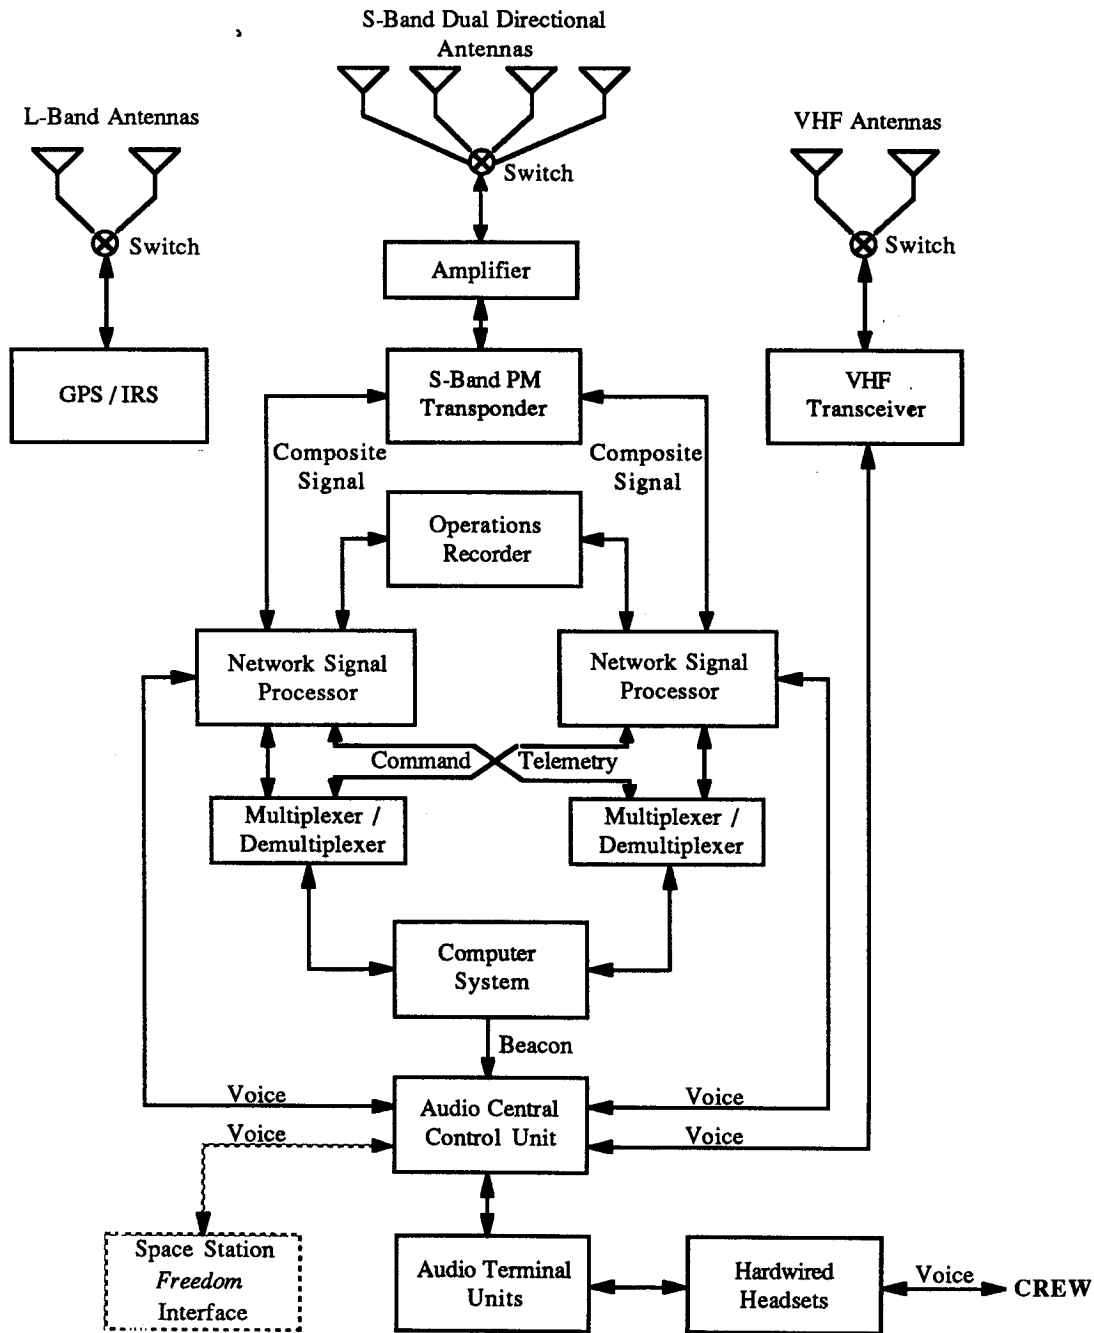 S-Band Dual Directional
Antennas
L-Band Antennas
VHF Antennas
Switch
Switch
Switch
Amplifier
GPS / IRS
S-Band PM
Transponder
VHF
Transceiver
Composite
Signal
Composite
Signal
Operations
Recorder
Network Signal
Processor
Network Signal
Processor
Command
Telemetry
Multiplexer /
Demultiplexer
Multiplexer /
Demultiplexer
Computer
System
Beacon
Voice
Audio Central
Control Unit
Voice
Voice
Voice
Space Station
Freedom
Interface
Audio Terminal
Units
Hardwired
Headsets
Voice
CREW